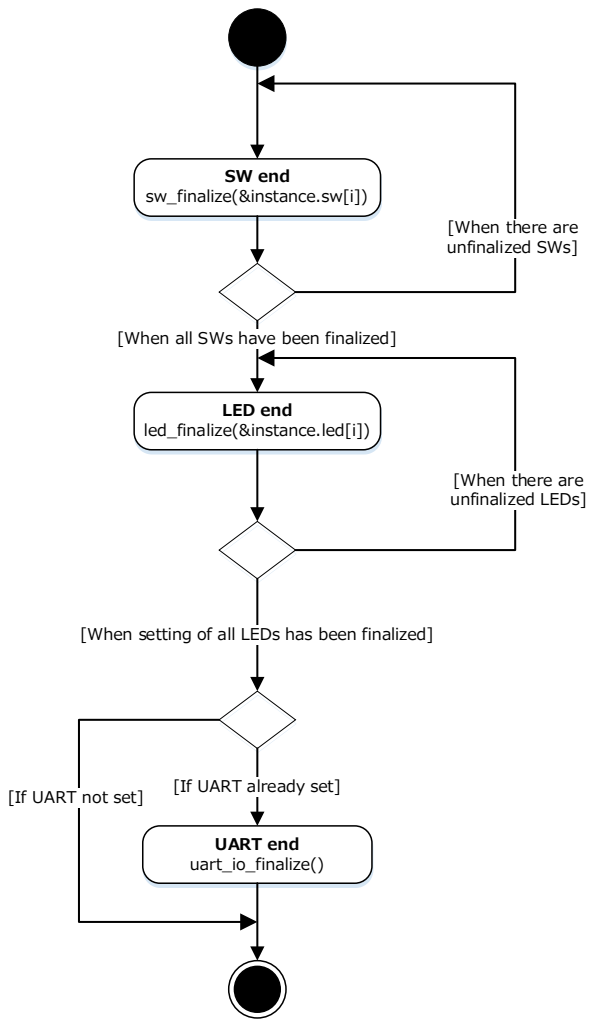 SW end
sw_finalize(&instance.sw[i])
[When there are
unfinalized SWs]
[When all SWs have been finalized]
LED end
led_finalize(&instance.led[i])
[When there are
unfinalized LEDs]
[When setting of all LEDs has been finalized]
[If UART not set]
[If UART already set]
UART end
uart_io_finalize()